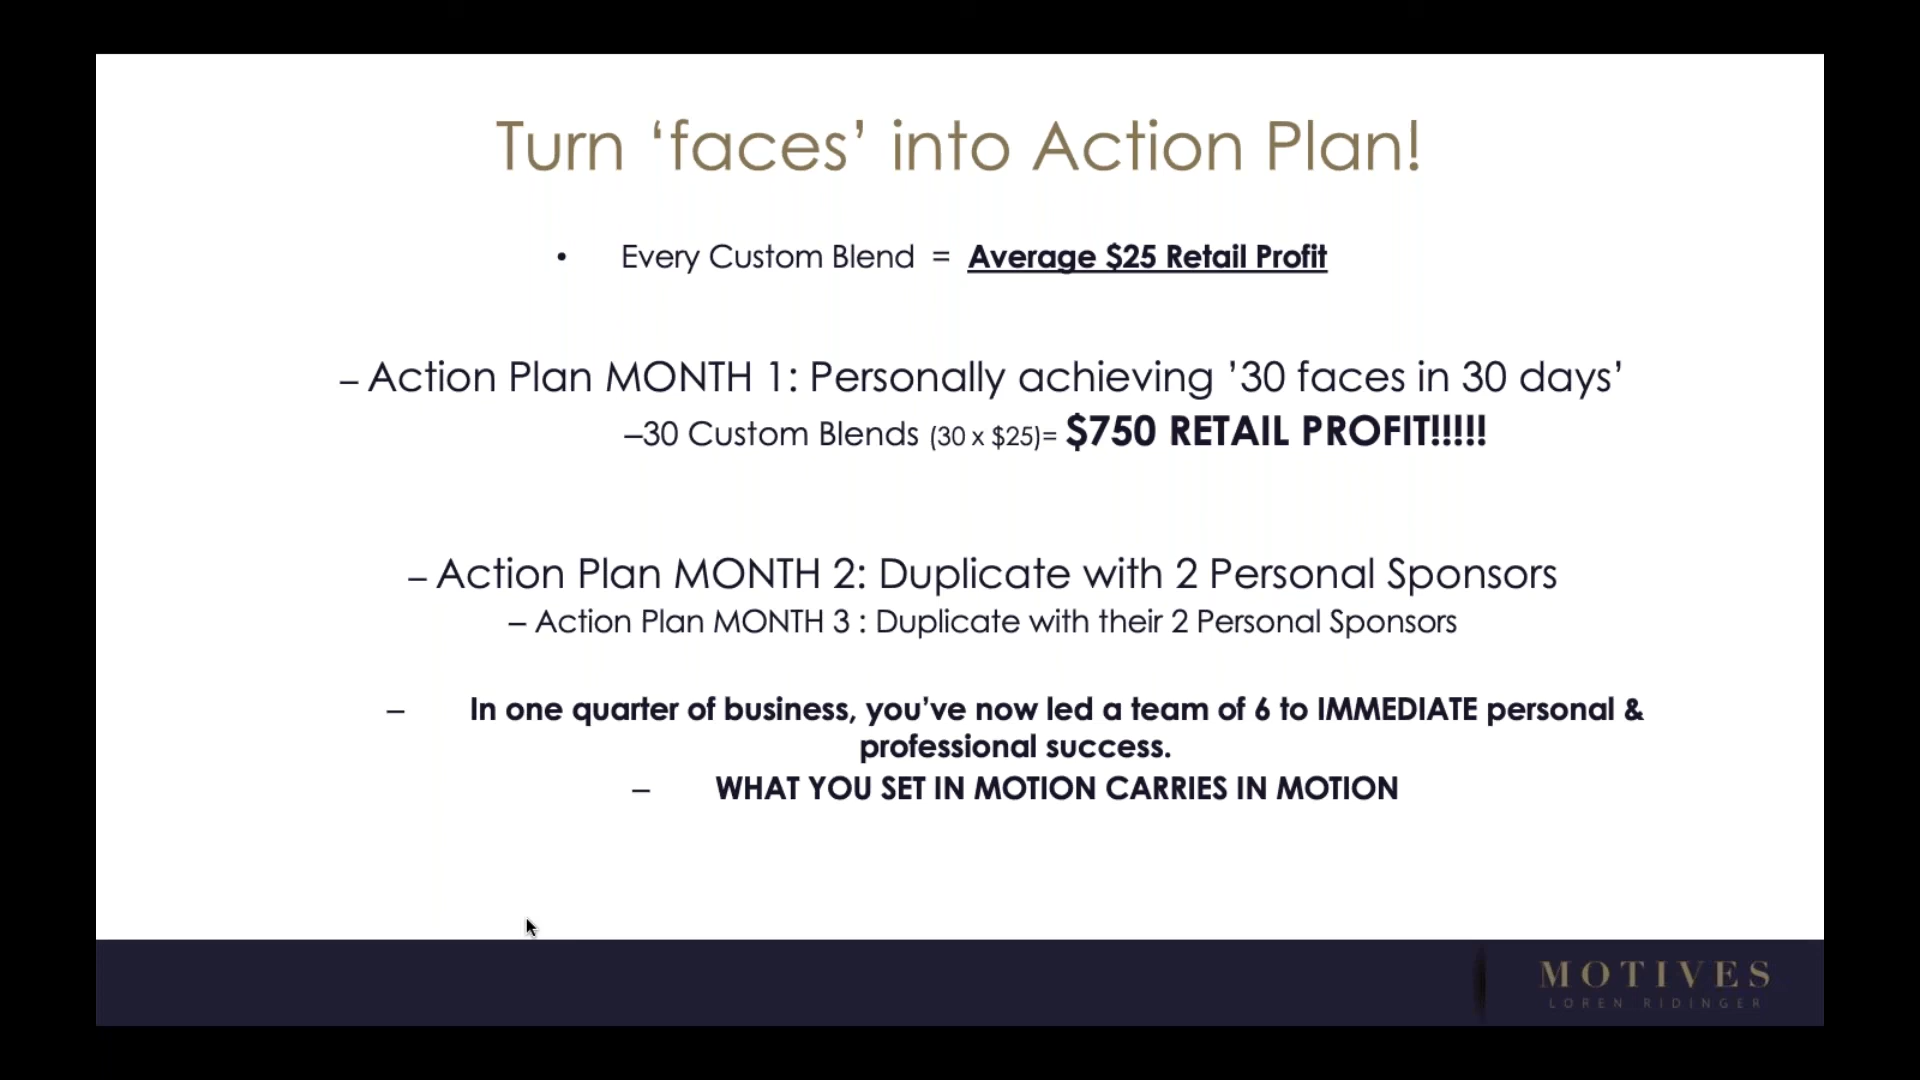 Turn ‘faces’ into Action Plan!
• Every Custom Blend = Average $25 Retail Profit
– Action Plan MONTH 1: Personally achieving ’30 faces in 30 days’
–30 Custom Blends (30 x $25)= $750 RETAIL PROFIT!!!!!
– Action Plan MONTH 2: Duplicate with 2 Personal Sponsors
– Action Plan MONTH 3 : Duplicate with their 2 Personal Sponsors
– In one quarter of business, you’ve now led a team of 6 to IMMEDIATE personal &
professional success.
– WHAT YOU SET IN MOTION CARRIES IN MOTION
MOTIVES
LOREN RIDINGER